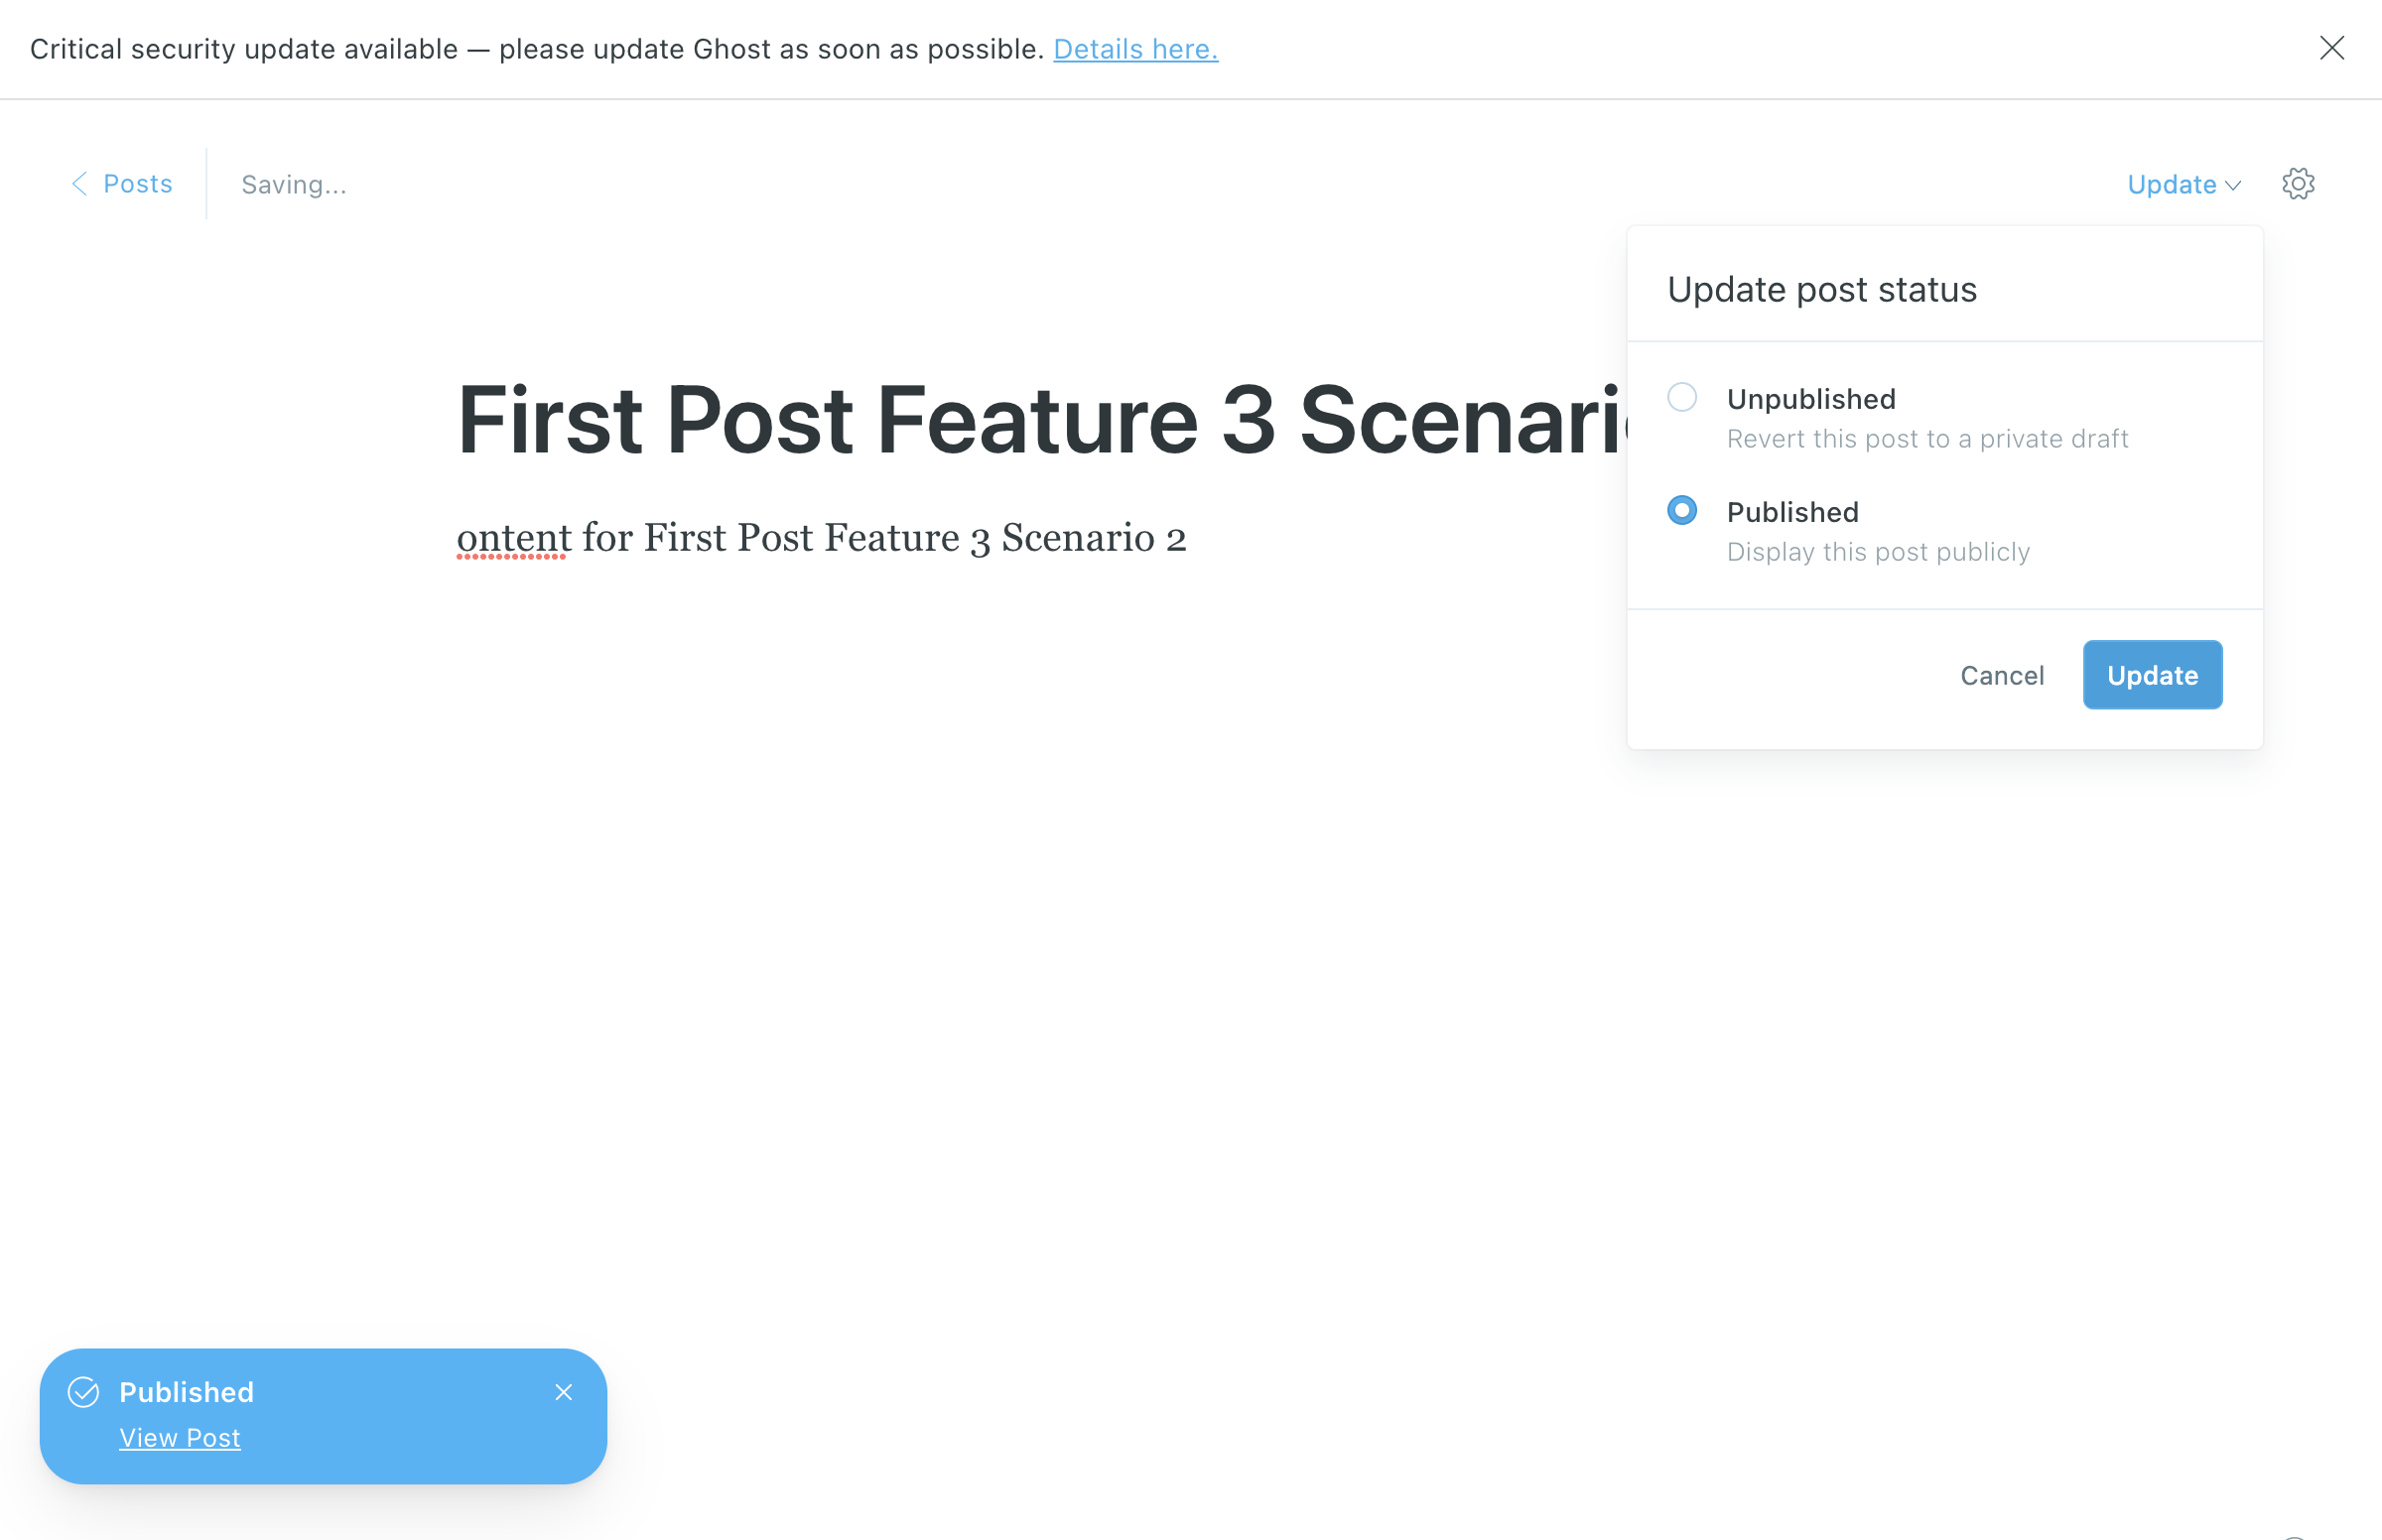 Critical security update available — please update Ghost as soon as possible. Details here.
Posts
Saving...
Update
Update post status
First Post Feature 3 Scenari
Unpublished
Revert this post to a private draft
Published
Display this post publicly
ontent for First Post Feature 3 Scenario 2
Cancel
Update
Published
View Post